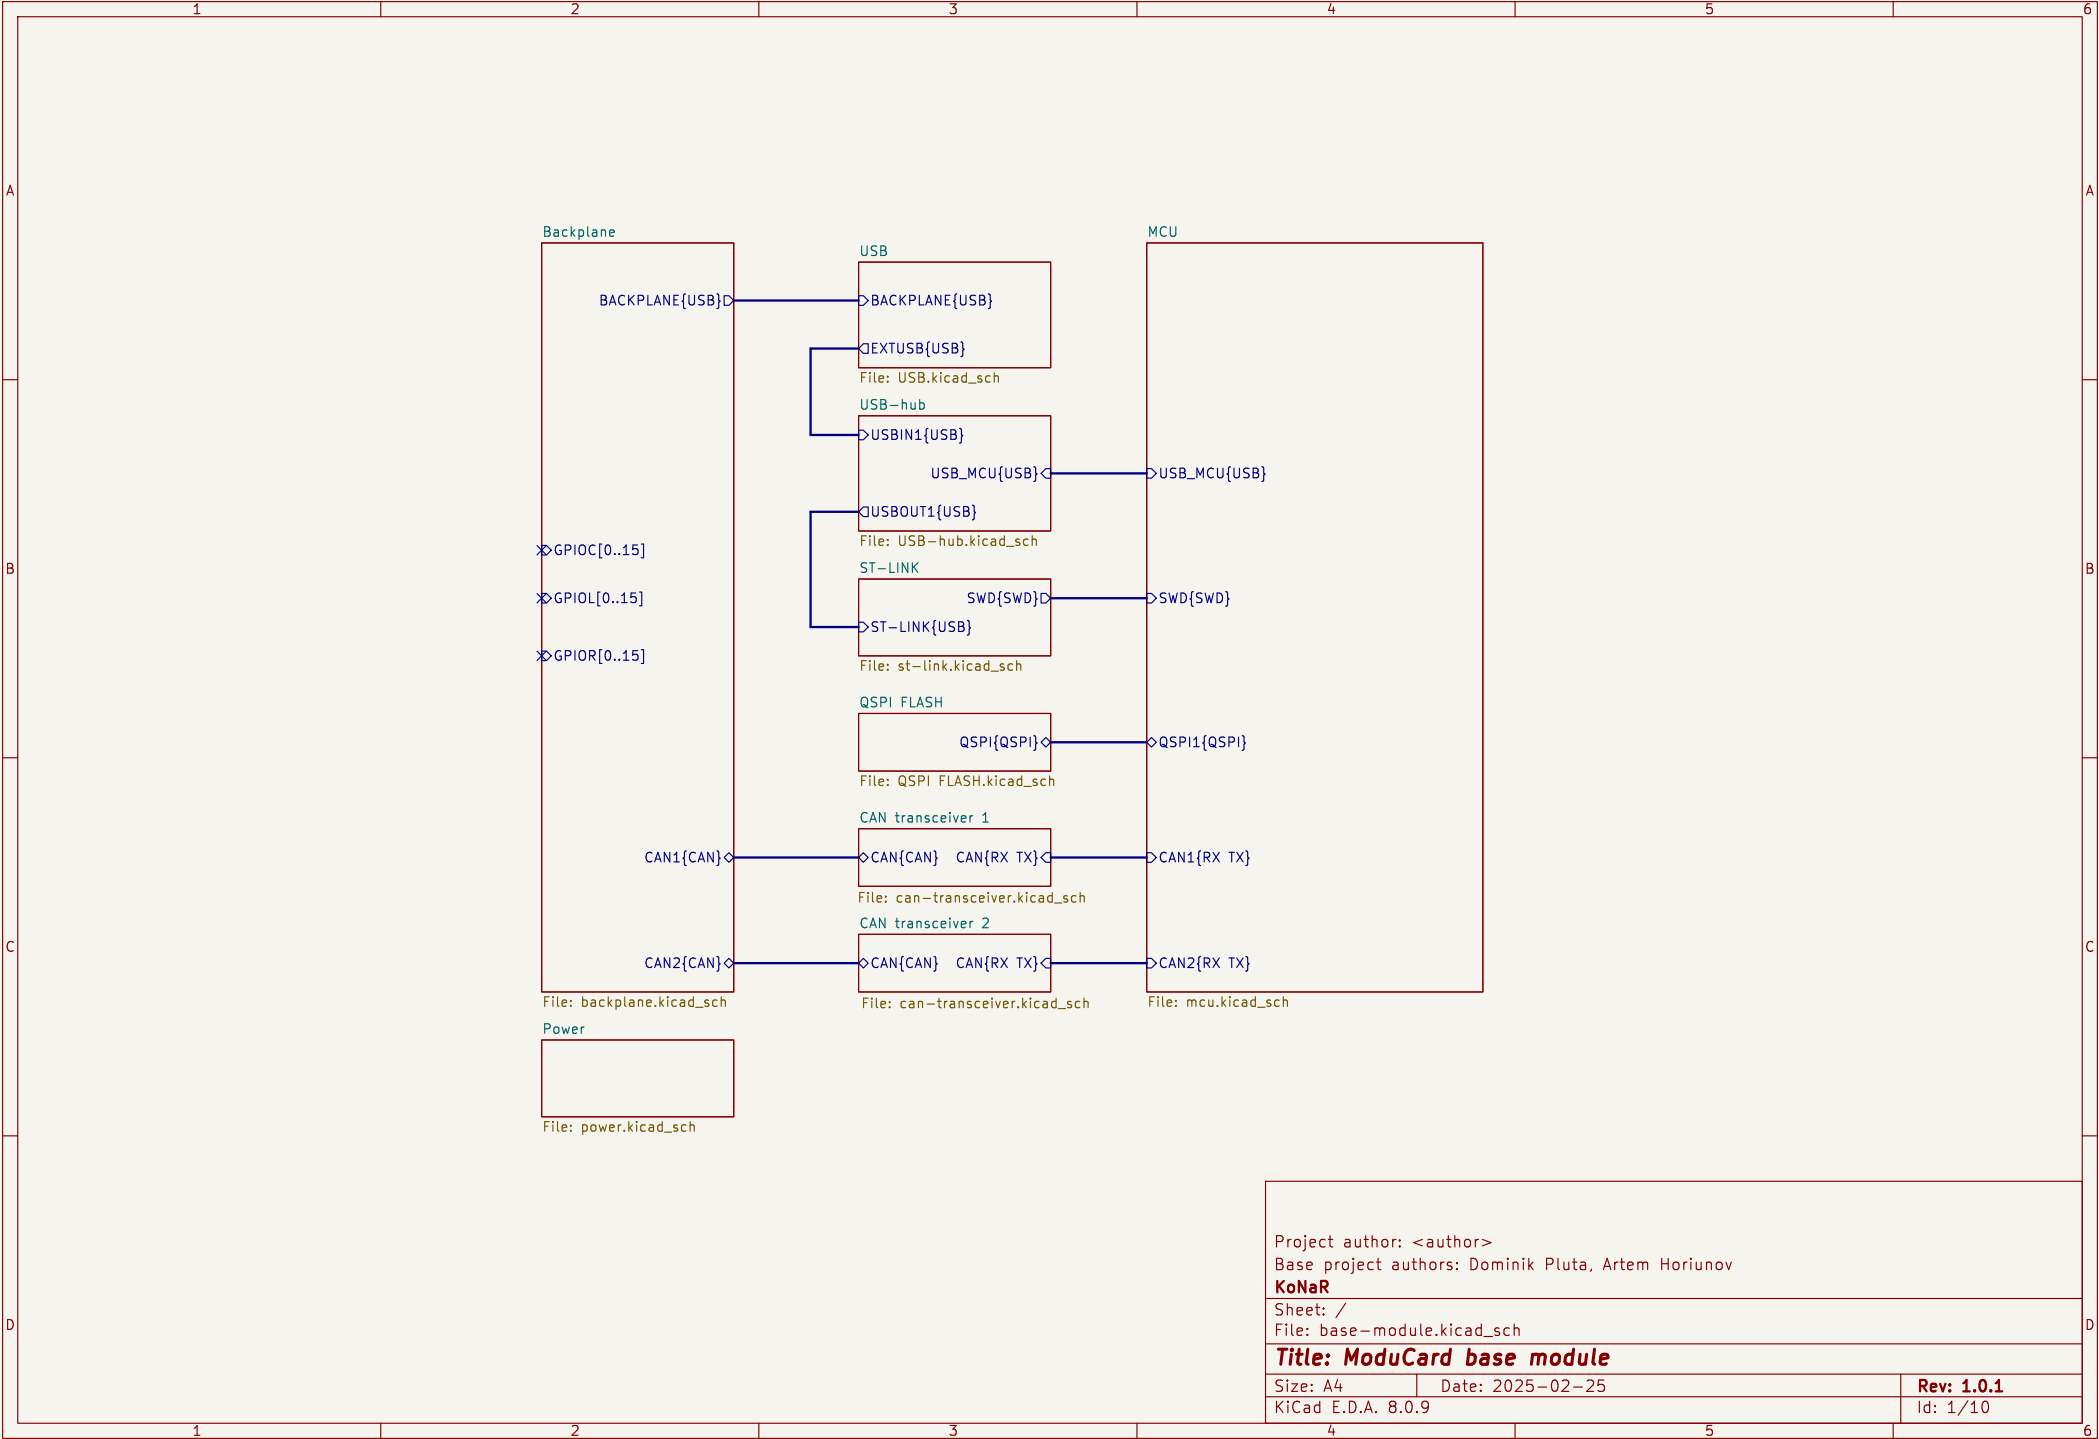 1 2 3 4 5 6
A A
B B
C C
D D
Backplane
BACKPLANE{USB}
GPIOC[0..15]
GPIOL[0..15]
GPIOR[0..15]
CAN1{CAN}
CAN2{CAN}
File: backplane.kicad_sch
Power
File: power.kicad_sch
USB
BACKPLANE{USB}
EXTUSB{USB}
File: USB.kicad_sch
USB-hub
USBIN1{USB}
USB_MCU{USB}
USBOUT1{USB}
File: USB-hub.kicad_sch
ST-LINK
SWD{SWD}
ST-LINK{USB}
File: st-link.kicad_sch
QSPI FLASH
QSPI{QSPI}
File: QSPI FLASH.kicad_sch
CAN transceiver 1
CAN{CAN} CAN{RX TX}
File: can-transceiver.kicad_sch
CAN transceiver 2
CAN{CAN} CAN{RX TX}
File: can-transceiver.kicad_sch
MCU
USB_MCU{USB}
SWD{SWD}
QSPI1{QSPI}
CAN1{RX TX}
CAN2{RX TX}
File: mcu.kicad_sch
Project author: <author>
Base project authors: Dominik Pluta, Artem Horiunov
KoNaR
Sheet: /
File: base-module.kicad_sch
Title: ModuCard base module
Size: A4 Date: 2025-02-25 Rev: 1.0.1
KiCad E.D.A. 8.0.9 Id: 1/10
1 2 3 4 5 6